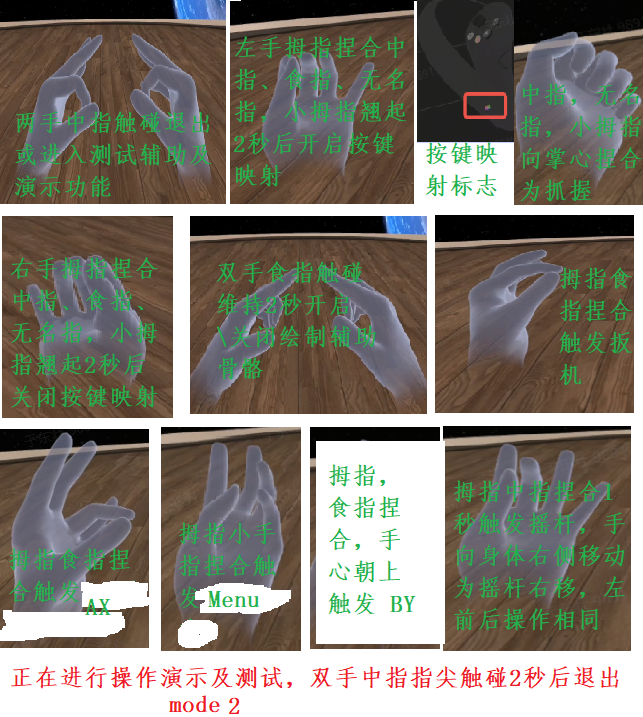 两手中指触碰退出
或进入测试辅助及
演示功能
左手拇指捏合中
指、食指、无名
指，小拇指翘起
2秒后开启按键
映射
按键映
射标志
中指，无名
指，小拇指
向掌心捏合
为抓握
右手拇指捏合
中指、食指、
无名指，小拇
指翘起2秒后
关闭按键映射
双手食指触碰
维持2秒开启
\关闭绘制辅助
骨骼
拇指食
指捏合
触发扳
机
拇指食指捏
合触发
AX
拇指小手
指捏合触
发 Menu
拇指，
食指捏
合，手
心朝上
触发 BY
拇指中指捏合1
秒触发摇杆，手
向身体右侧移动
为摇杆右移，左
前后操作相同
正在进行操作演示及测试，双手中指指尖触碰2秒后退出
mode 2